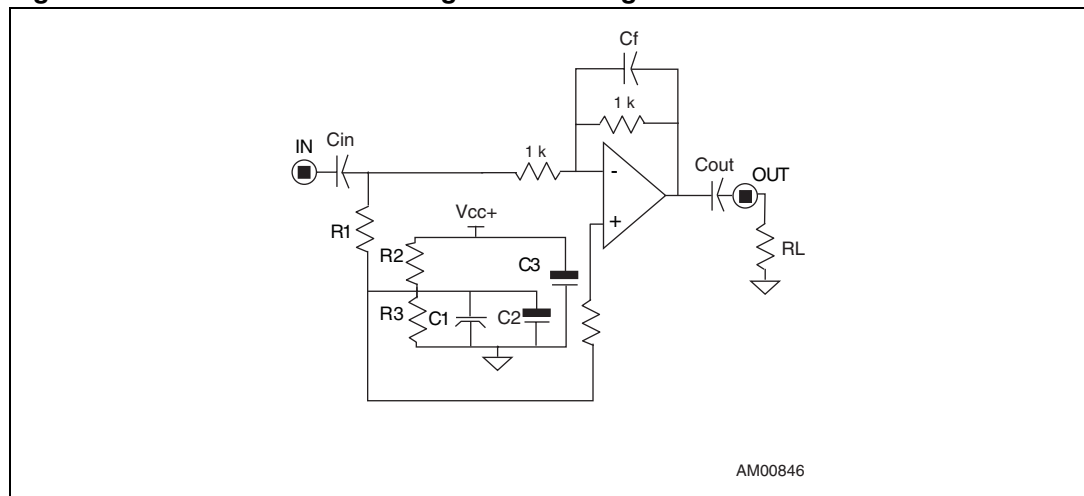 Cf
1 k
IN
Cin
1 k
-
Cout
OUT
Vcc+
+
R1
R2
C3
RL
R3
C1
C2
AM00846